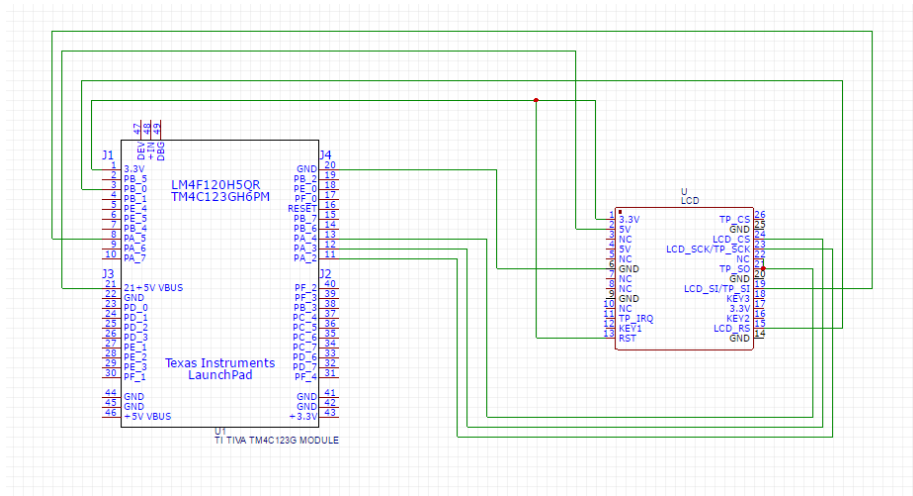 47 48 49
DEV +IN DBG
J1 J4
LM4F120H5QR
TM4C123GH6PM
1 3.3V
2 PB_5
3 PB_0
4 PB_1
5 PE_4
6 PE_5
7 PB_4
8 PA_5
9 PA_6
10 PA_7
GND 20
PB_2 19
PE_0 18
PF_0 17
RESET 16
PB_7 15
PB_6 14
PA_4 13
PA_3 12
PA_2 11
J3 J2
21 21+5V VBUS
22 GND
23 PD_0
24 PD_1
25 PD_2
26 PD_3
27 PE_1
28 PE_2
29 PE_3
30 PF_1
PF_2 40
PF_3 39
PB_3 38
PC_4 37
PC_5 36
PC_6 35
PC_7 34
PD_6 33
PD_7 32
PF_4 31
Texas Instruments
LaunchPad
44 GND
45 GND
46 +5V VBUS
GND 41
GND 42
+3.3V 43
U1
TI TIVA TM4C123G MODULE
U
LCD
1 3.3V
2 5V
3 NC
4 5V
5 NC
6 GND
7 NC
8 NC
9 GND
10 NC
11 TP_IRQ
12 KEY1
13 RST
TP_CS 26
GND 25
LCD_CS 24
LCD_SCK/TP_SCK 23
NC 22
TP_SO 21
GND 20
LCD_SI/TP_SI 19
KEY3 18
3.3V 17
KEY2 16
LCD_RS 15
GND 14